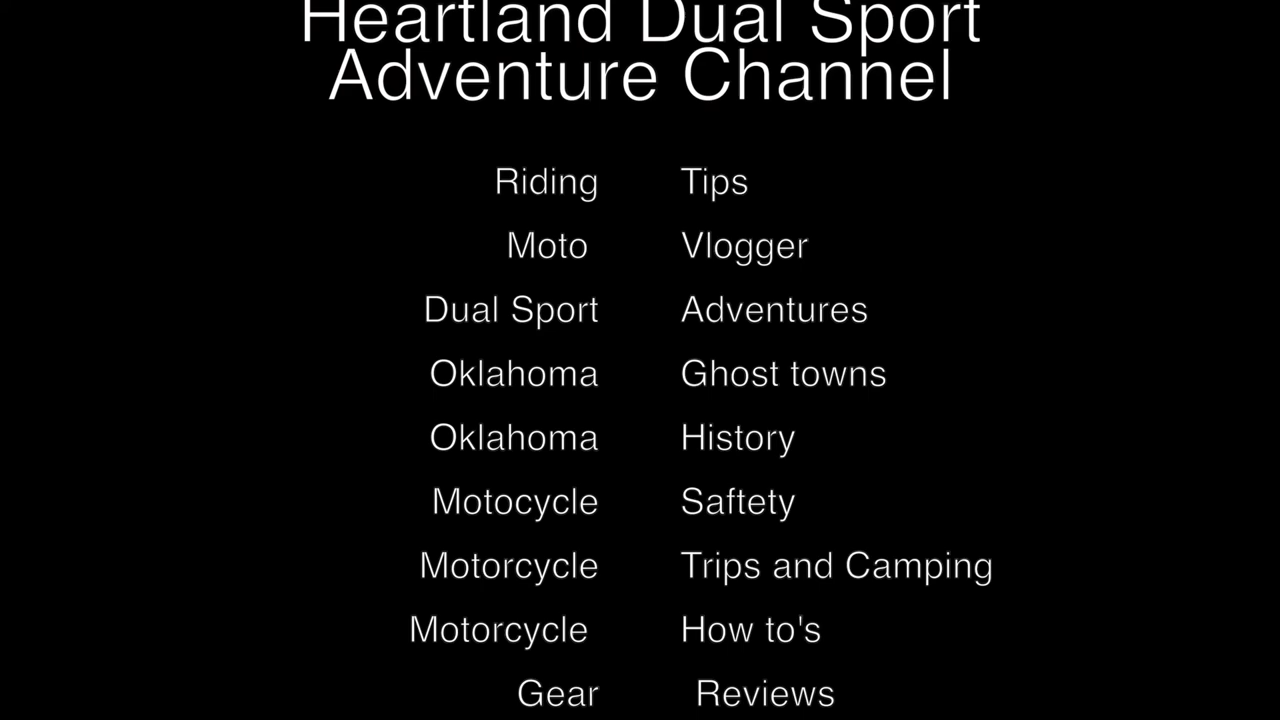 Heartland Dual Sport
Adventure Channel
Riding Tips
Moto Vlogger
Dual Sport Adventures
Oklahoma Ghost towns
Oklahoma History
Motocycle Saftety
Motorcycle Trips and Camping
Motorcycle How to's
Gear Reviews